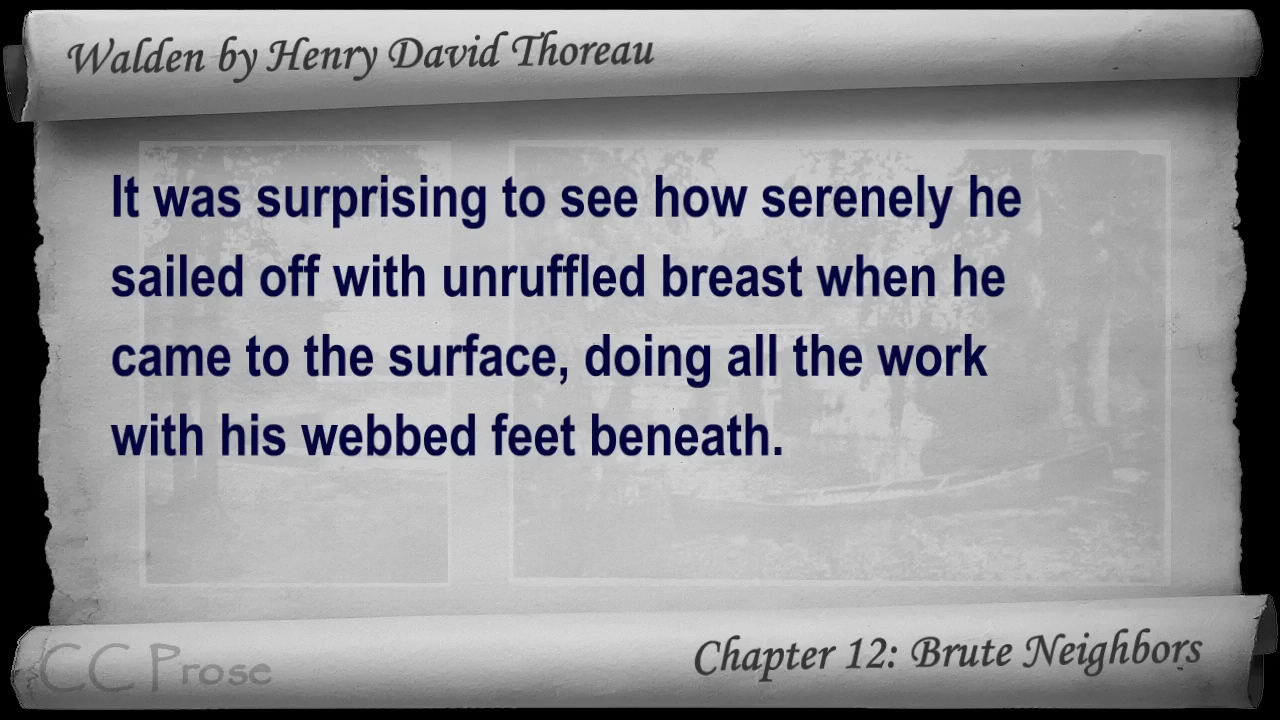 Walden by Henry David Thoreau
It was surprising to see how serenely he
sailed off with unruffled breast when he
came to the surface, doing all the work
with his webbed feet beneath.
CC Prose
Chapter 12: Brute Neighbors